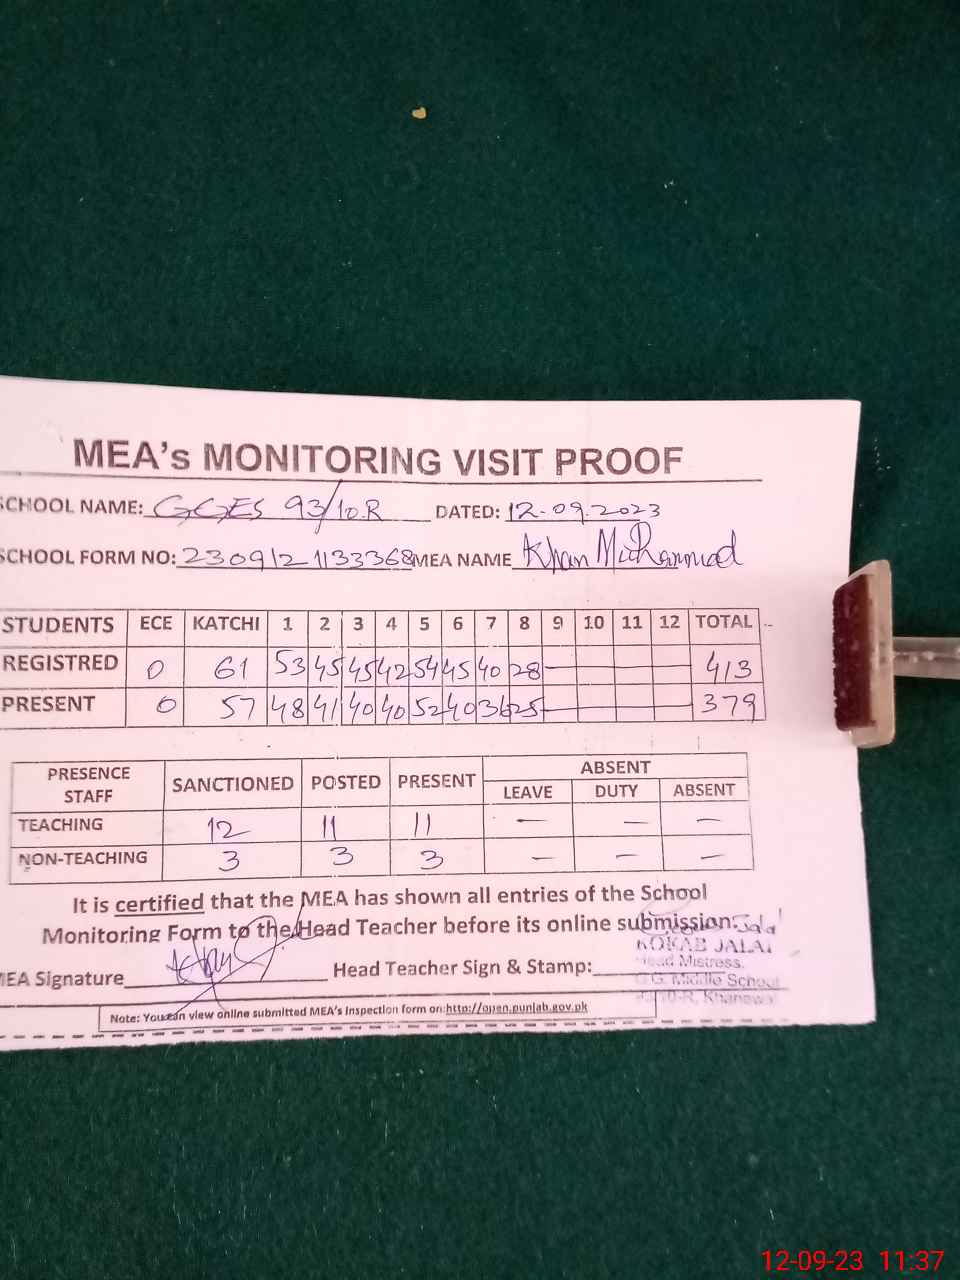 MEA's MONITORING VISIT PROOF
SCHOOL NAME: GGES 93/10.R DATED: 12-09-2023
SCHOOL FORM NO: 230912 1133368 MEA NAME Khan Muhammad
STUDENTS ECE KATCHI 1 2 3 4 5 6 7 8 9 10 11 12 TOTAL
REGISTRED 0 61 53 45 45 42 54 45 40 28 413
PRESENT 0 57 48 41 40 40 52 40 36 25 379
PRESENCE STAFF SANCTIONED POSTED PRESENT ABSENT
LEAVE DUTY ABSENT
TEACHING 12 11 11 — — —
NON-TEACHING 3 3 3 — — —
It is certified that the MEA has shown all entries of the School
Monitoring Form to the Head Teacher before its online submission.
MEA Signature Head Teacher Sign & Stamp:
KOKAB JALAL
Head Mistress.
G.G. Middle School
93/10-R, Khanewal
Note: You can view online submitted MEA's Inspection form on:http://open.punjab.gov.pk
12-09-23 11:37